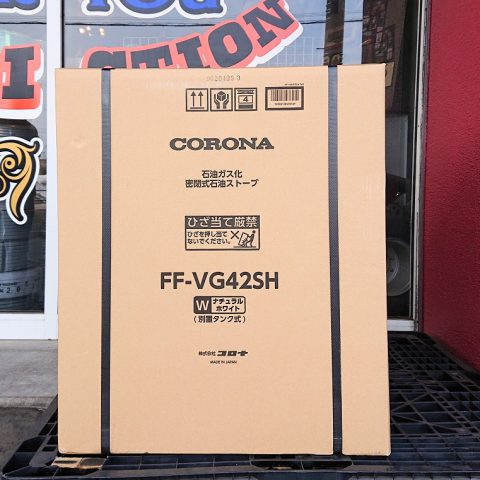 You
CTION
CORONA
石油ガス化
密閉式石油ストーブ
ひざ当て厳禁
ひざを押し当て
ないでください。
FF-VG42SH
W ナチュラル
ホワイト
(別置タンク式)
株式会社 コロナ
MADE IN JAPAN
4